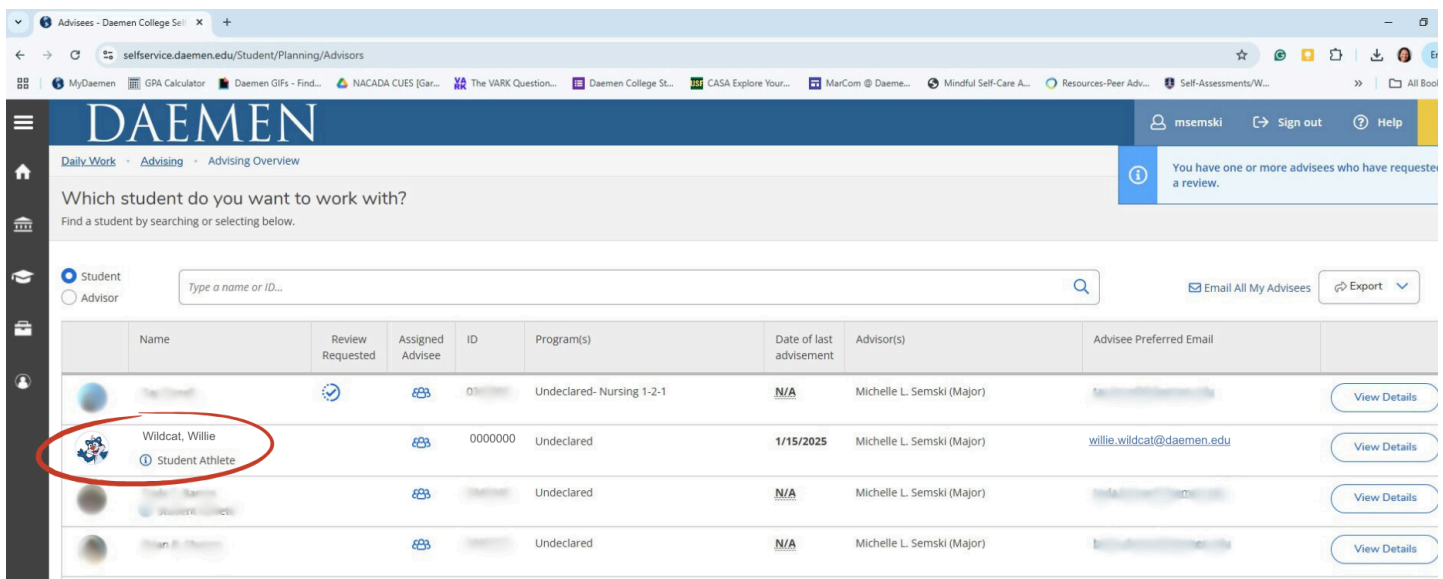 Advisees - Daemen College Sel
selfservice.daemen.edu/Student/Planning/Advisors
MyDaemen GPA Calculator Daemen GIFs - Find... NACADA CUES [Gar... The VARK Question... Daemen College St... CASA Explore Your... MarCom @ Daeme... Mindful Self-Care A... Resources-Peer Adv... Self-Assessments/W... » All Book
DAEMEN
msemski Sign out Help
Daily Work Advising Advising Overview
You have one or more advisees who have requested
a review.
Which student do you want to work with?
Find a student by searching or selecting below.
Student
Advisor
Type a name or ID...
Email All My Advisees
Export
Name Review Requested Assigned Advisee ID Program(s) Date of last advisement Advisor(s) Advisee Preferred Email
Undeclared- Nursing 1-2-1 N/A Michelle L. Semski (Major) View Details
Wildcat, Willie 0000000 Undeclared 1/15/2025 Michelle L. Semski (Major) willie.wildcat@daemen.edu View Details
Student Athlete
Undeclared N/A Michelle L. Semski (Major) View Details
Undeclared N/A Michelle L. Semski (Major) View Details